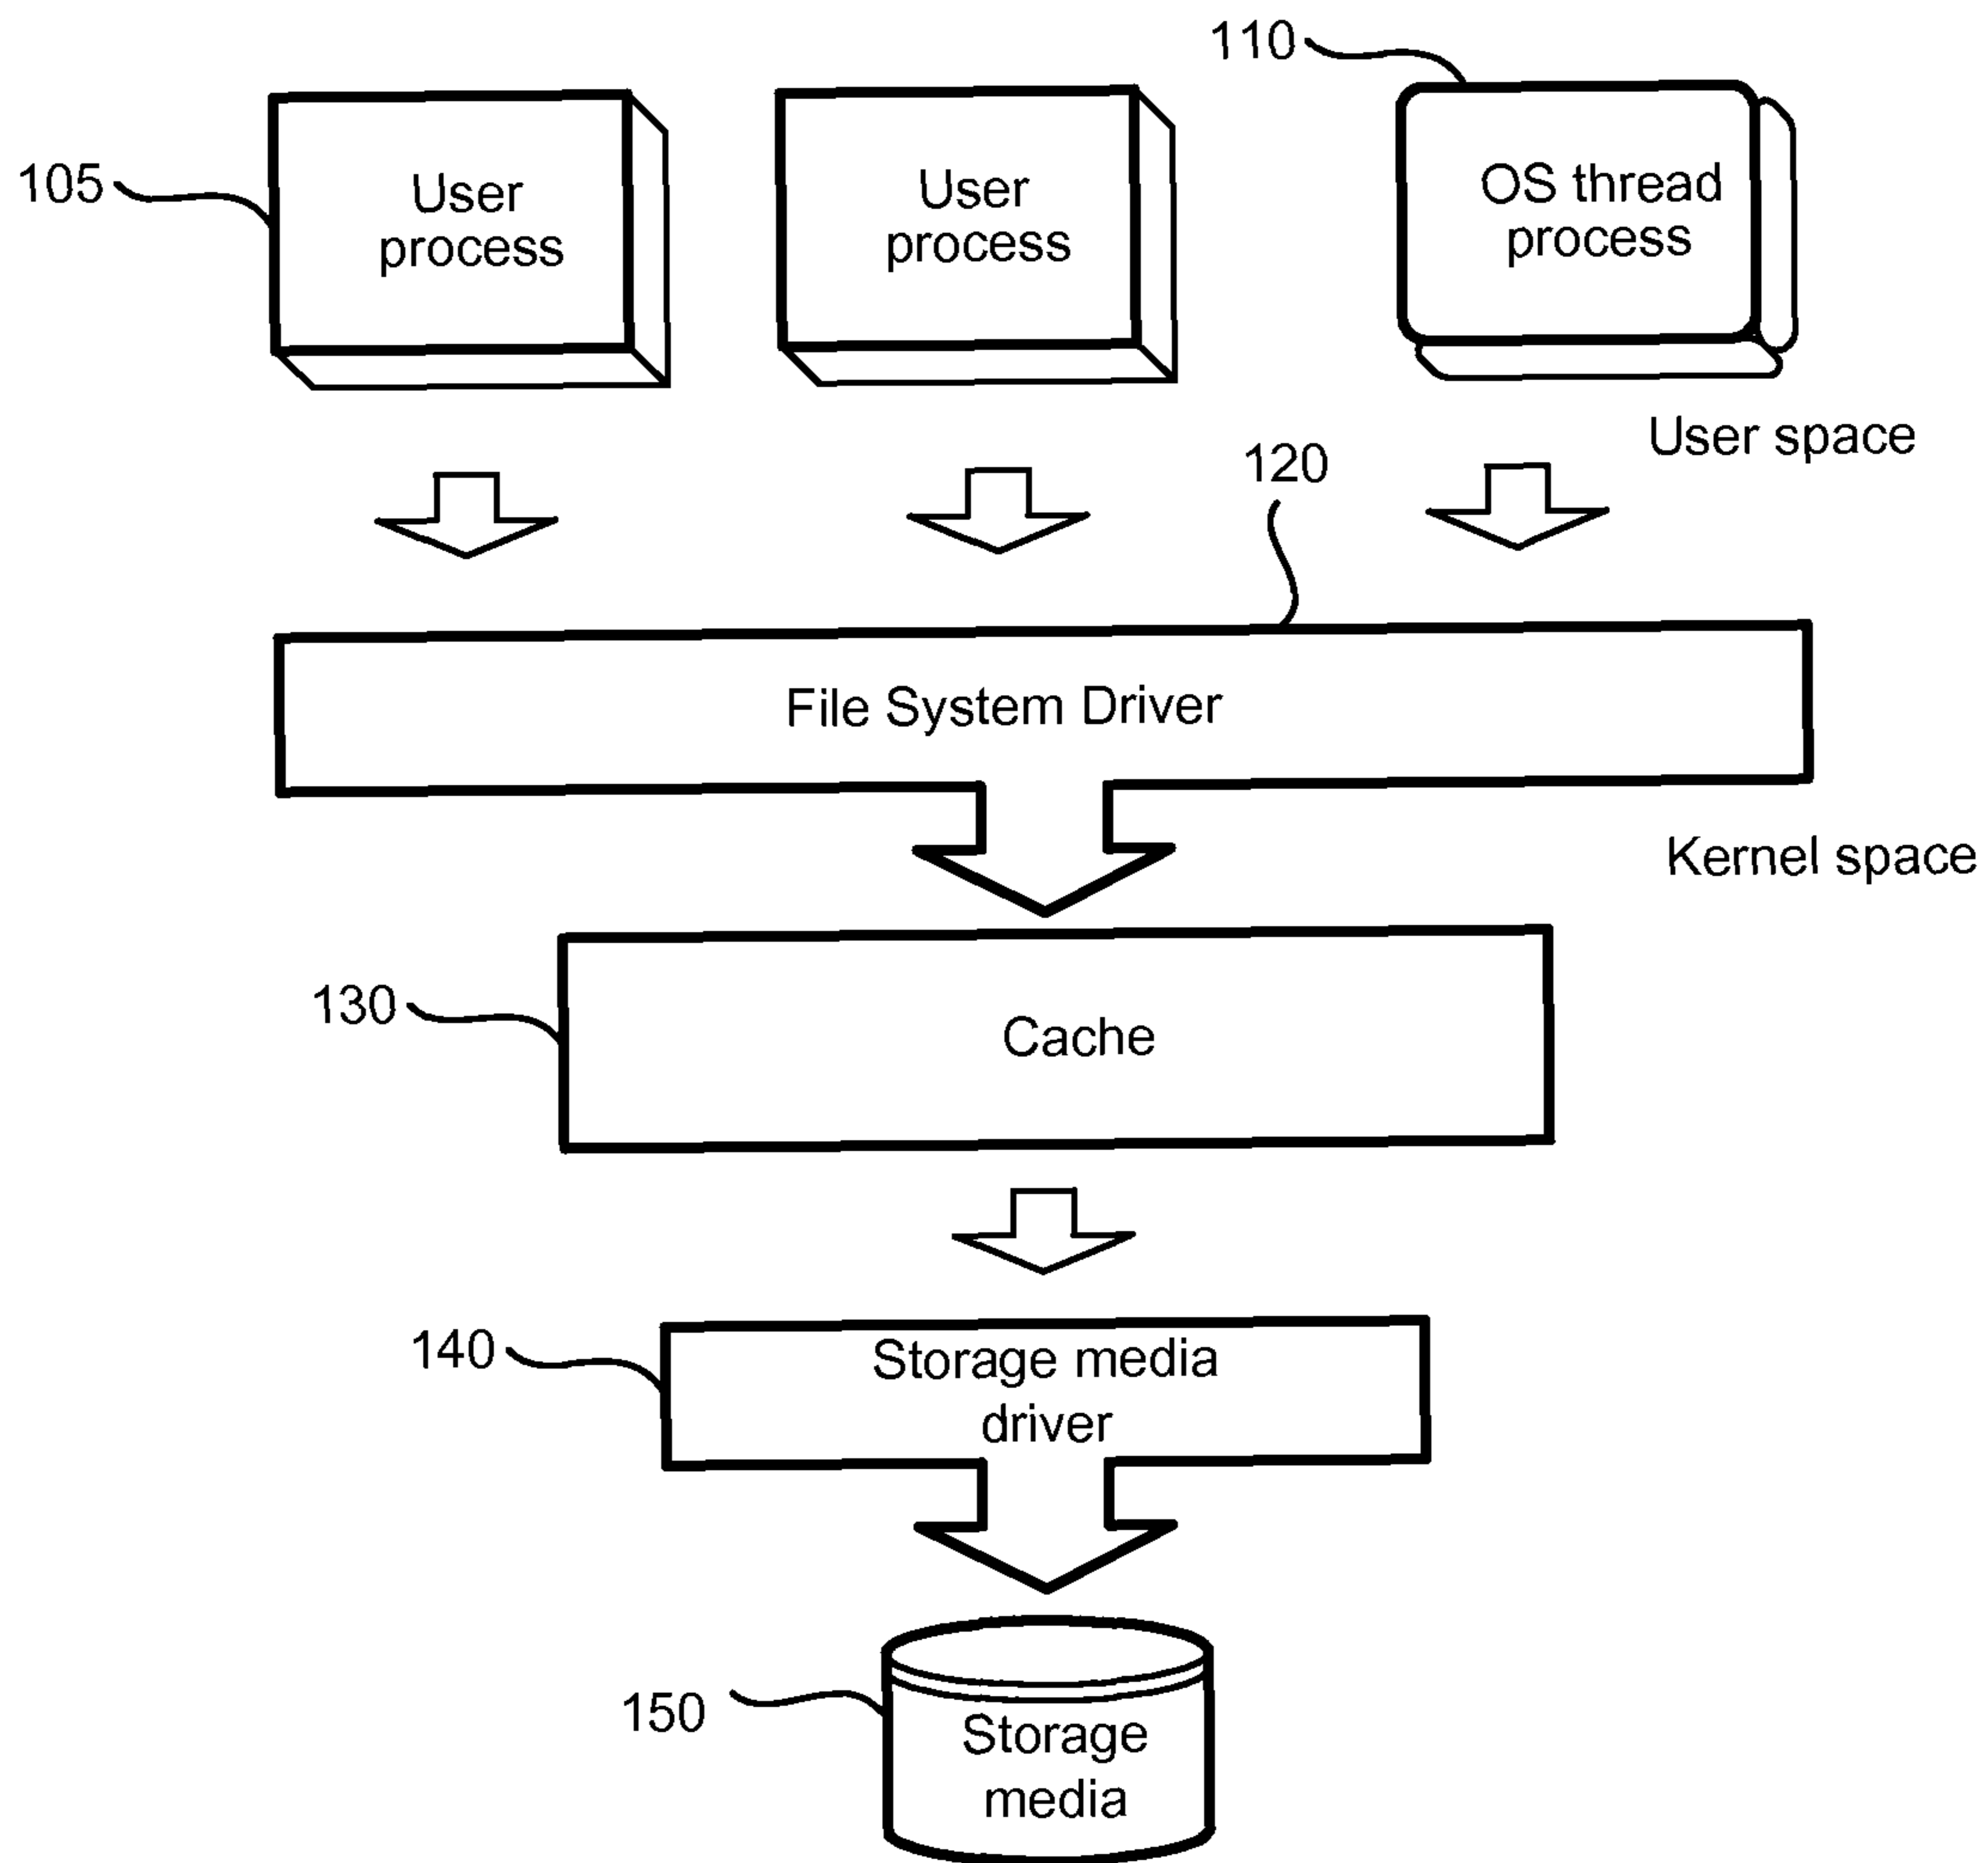 110
105
User
process
User
process
OS thread
process
User space
120
File System Driver
Kernel space
130
Cache
140
Storage media
driver
150
Storage
media